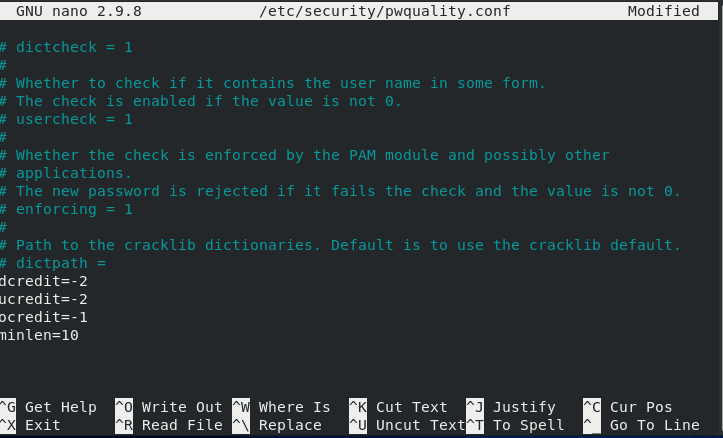 GNU nano 2.9.8 /etc/security/pwquality.conf Modified
# dictcheck = 1
#
# Whether to check if it contains the user name in some form.
# The check is enabled if the value is not 0.
# usercheck = 1
#
# Whether the check is enforced by the PAM module and possibly other
# applications.
# The new password is rejected if it fails the check and the value is not 0.
# enforcing = 1
#
# Path to the cracklib dictionaries. Default is to use the cracklib default.
# dictpath =
dcredit=-2
ucredit=-2
ocredit=-1
minlen=10
^G Get Help ^O Write Out ^W Where Is ^K Cut Text ^J Justify ^C Cur Pos
^X Exit ^R Read File ^\ Replace ^U Uncut Text ^T To Spell ^_ Go To Line